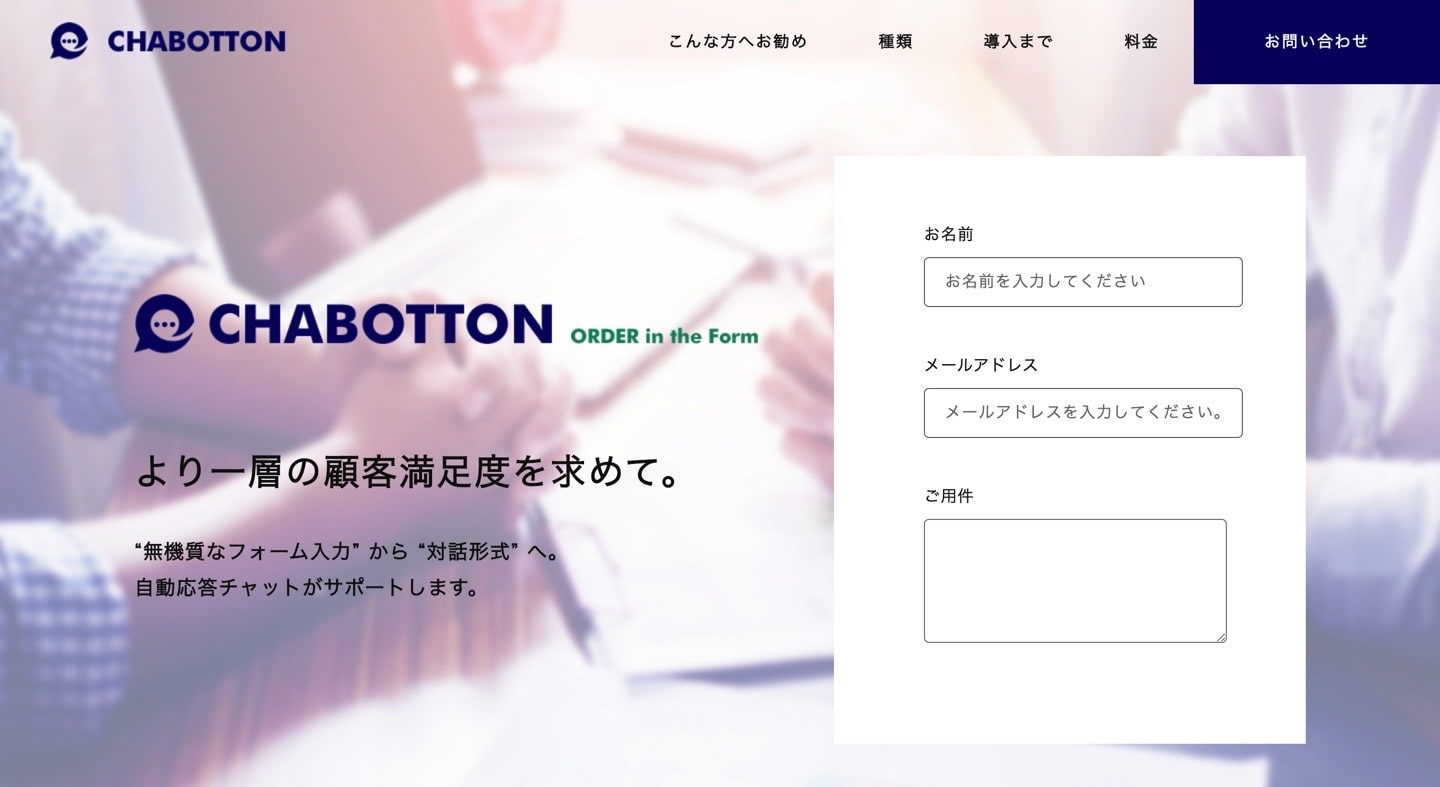 CHABOTTON
こんな方へお勧め
種類
導入まで
料金
お問い合わせ
CHABOTTON ORDER in the Form
より一層の顧客満足度を求めて。
“無機質なフォーム入力” から “対話形式” へ。
自動応答チャットがサポートします。
お名前
お名前を入力してください
メールアドレス
メールアドレスを入力してください。
ご用件